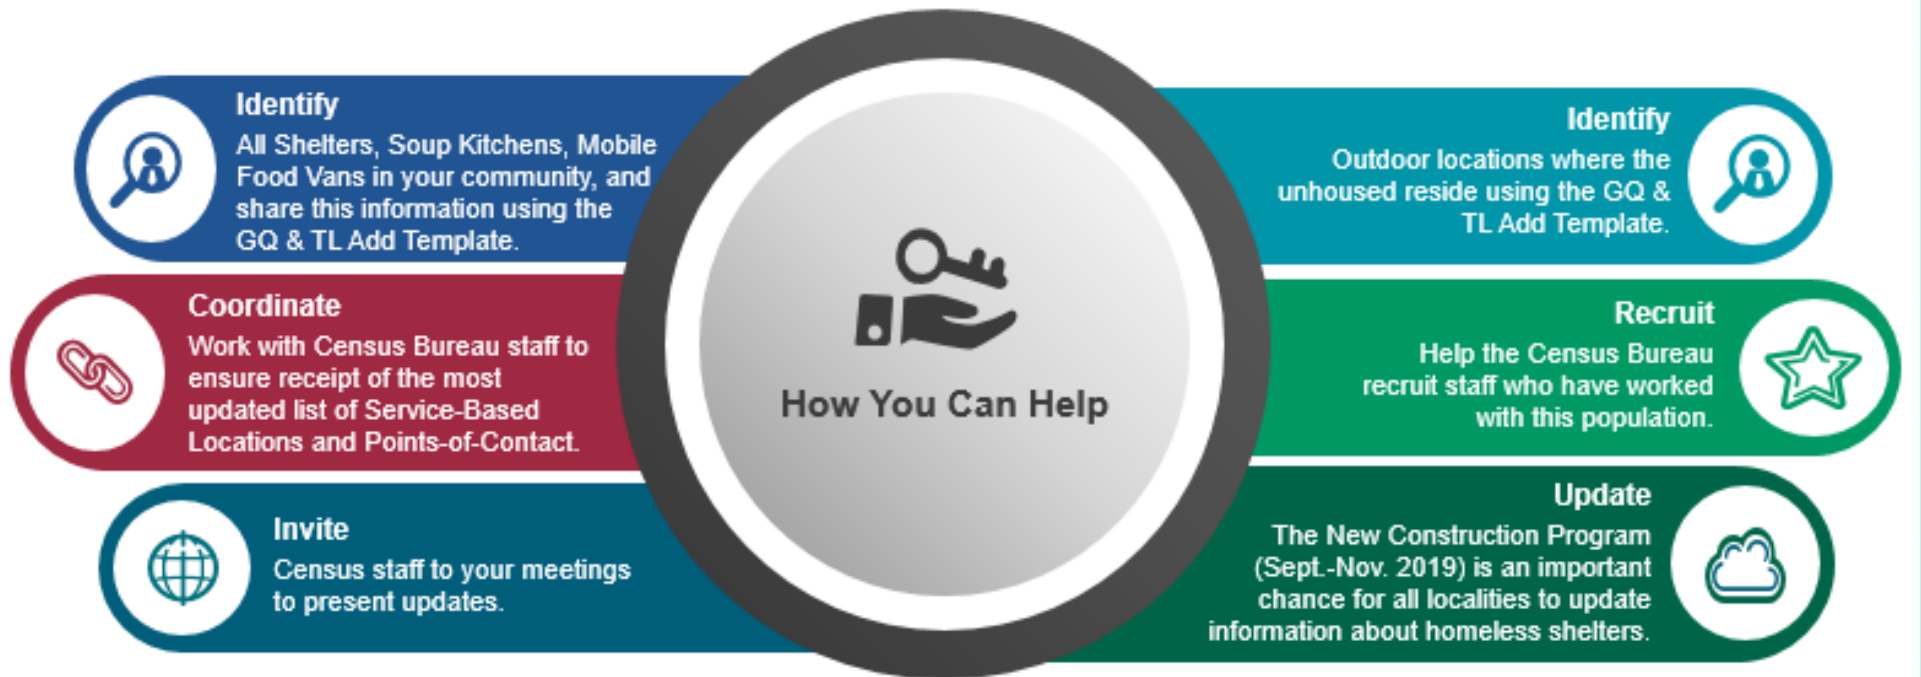 Identify
All Shelters, Soup Kitchens, Mobile
Food Vans in your community, and
share this information using the
GQ & TL Add Template.
Coordinate
Work with Census Bureau staff to
ensure receipt of the most
updated list of Service-Based
Locations and Points-of-Contact.
Invite
Census staff to your meetings
to present updates.
How You Can Help
Identify
Outdoor locations where the
unhoused reside using the GQ &
TL Add Template.
Recruit
Help the Census Bureau
recruit staff who have worked
with this population.
Update
The New Construction Program
(Sept.-Nov. 2019) is an important
chance for all localities to update
information about homeless shelters.